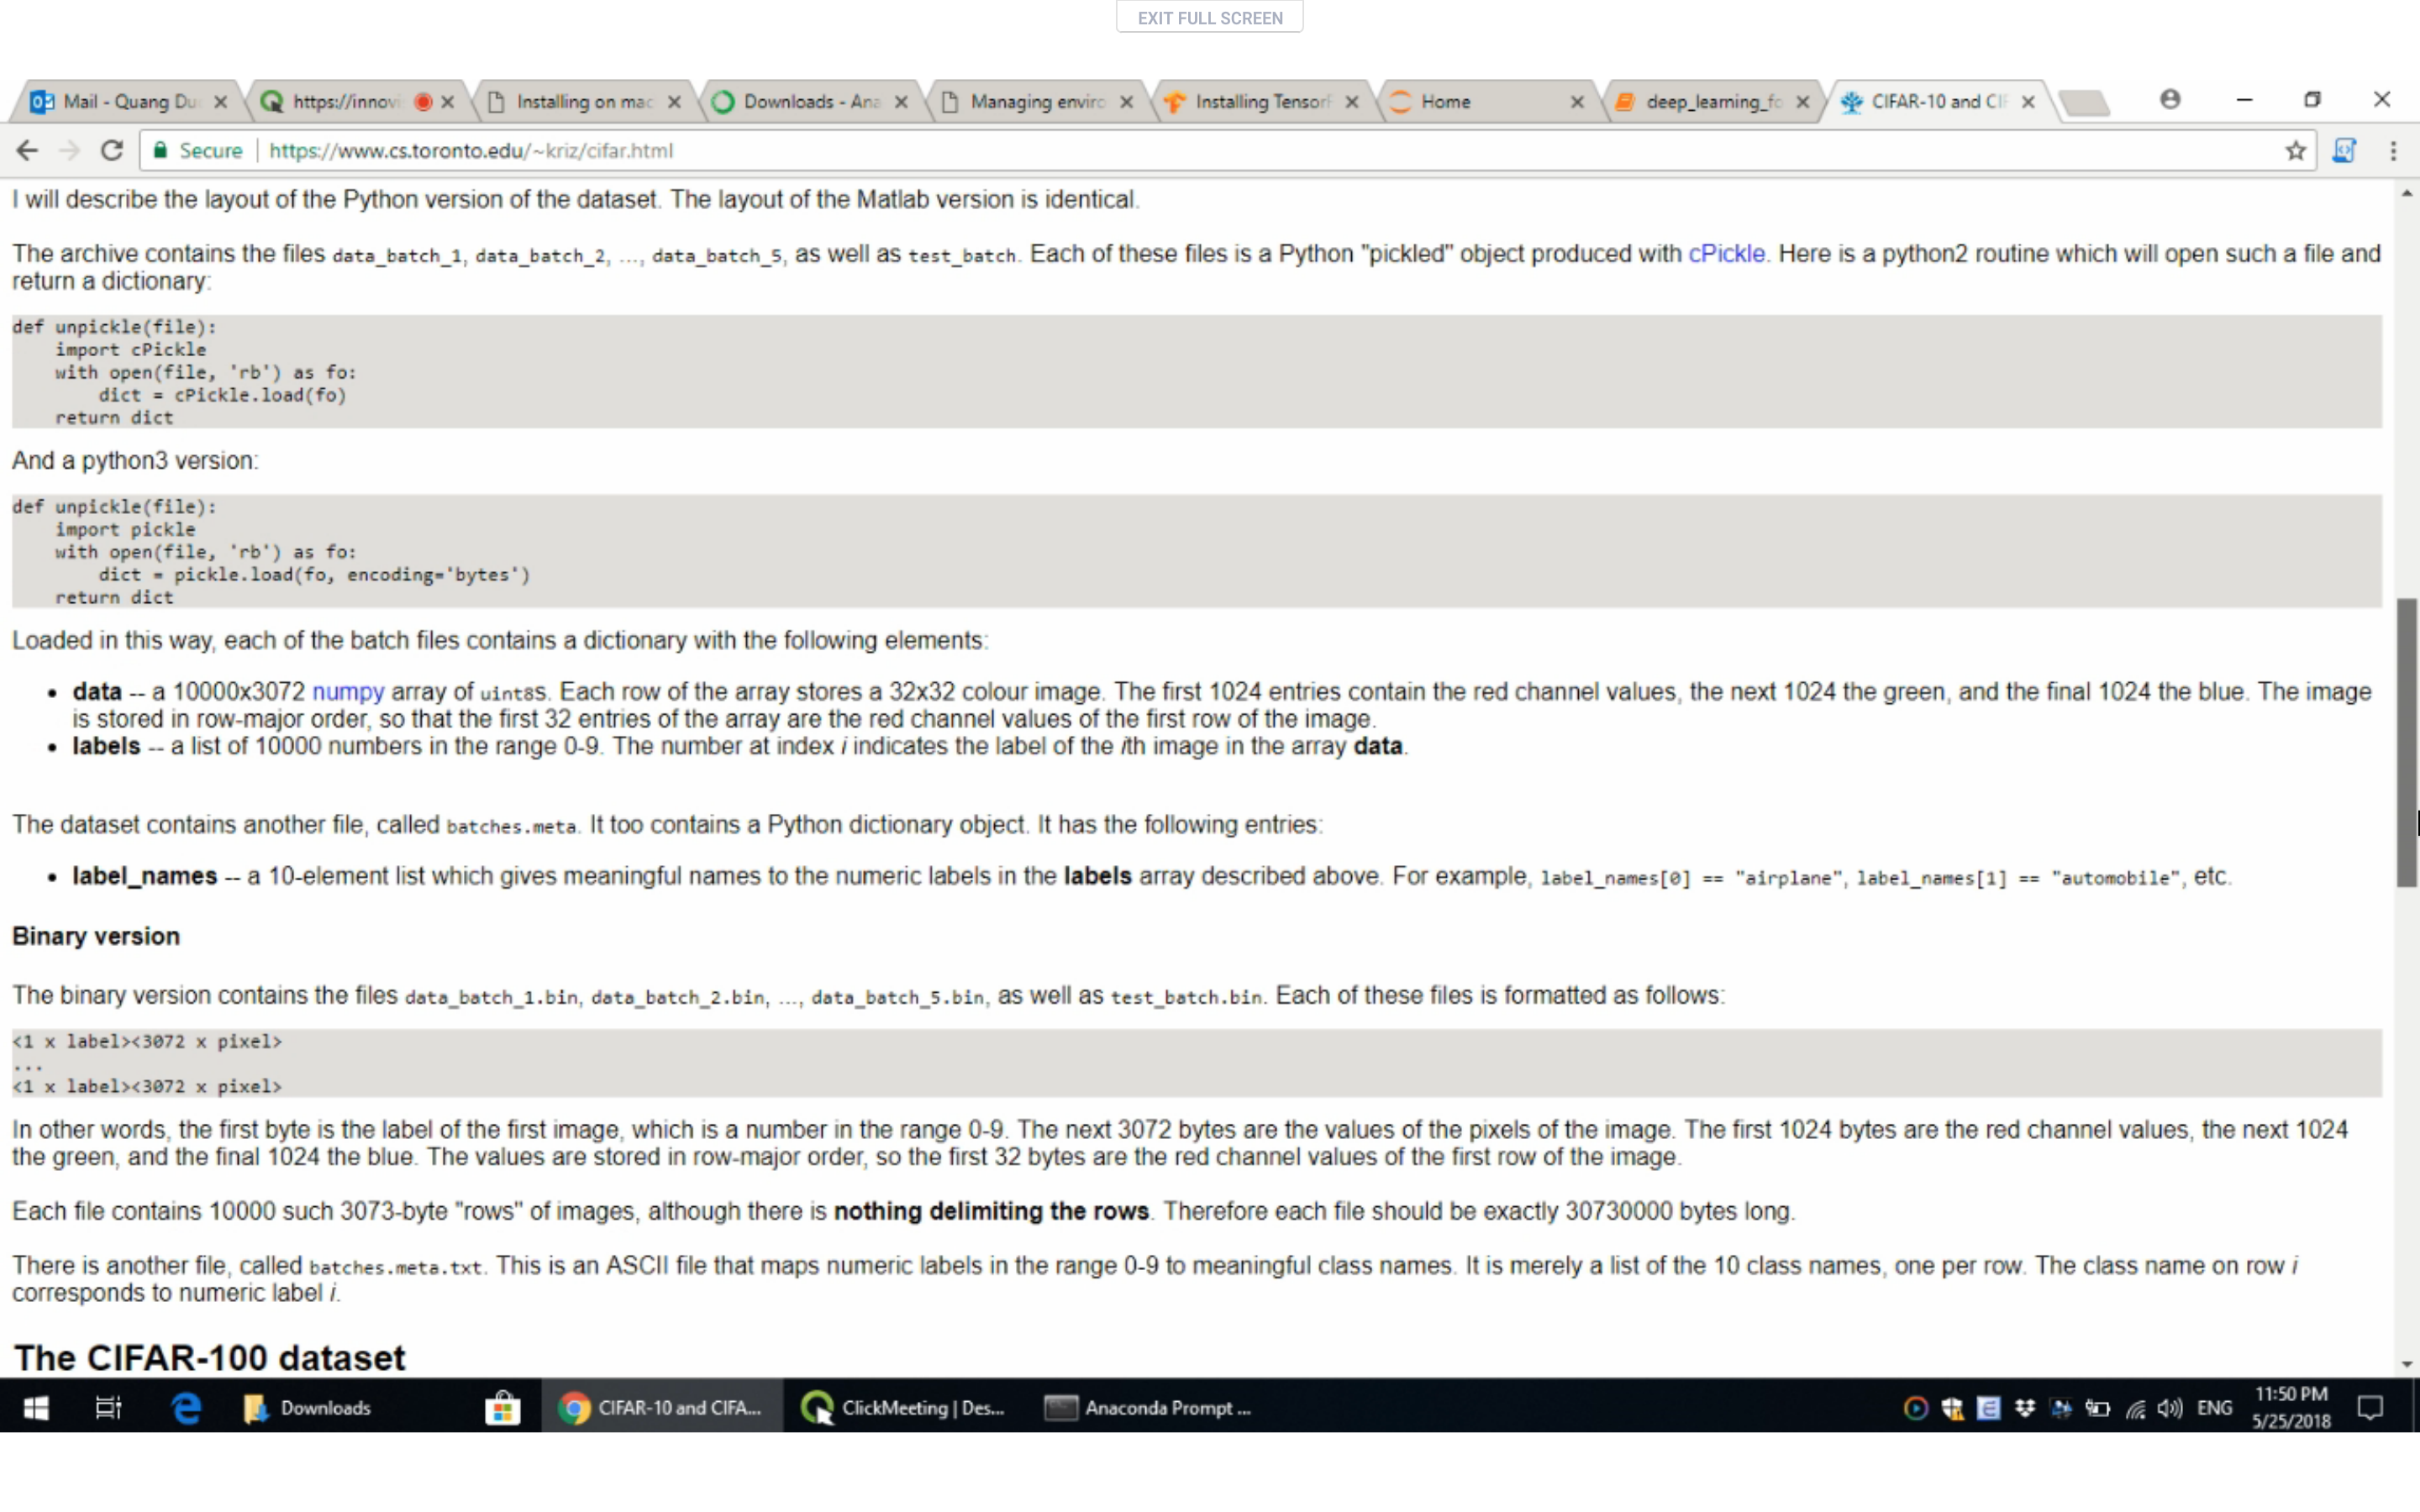 EXIT FULL SCREEN
Mail - Quang Du
https://innovi
Installing on mac
Downloads - Ana
Managing enviro
Installing Tensorf
Home
deep_learning_fo
CIFAR-10 and CIF
Secure
https://www.cs.toronto.edu/~kriz/cifar.html
I will describe the layout of the Python version of the dataset. The layout of the Matlab version is identical.
The archive contains the files data_batch_1, data_batch_2, ..., data_batch_5, as well as test_batch. Each of these files is a Python "pickled" object produced with cPickle. Here is a python2 routine which will open such a file and
return a dictionary:
def unpickle(file):
    import cPickle
    with open(file, 'rb') as fo:
        dict = cPickle.load(fo)
    return dict
And a python3 version:
def unpickle(file):
    import pickle
    with open(file, 'rb') as fo:
        dict = pickle.load(fo, encoding='bytes')
    return dict
Loaded in this way, each of the batch files contains a dictionary with the following elements:
• data -- a 10000x3072 numpy array of uint8s. Each row of the array stores a 32x32 colour image. The first 1024 entries contain the red channel values, the next 1024 the green, and the final 1024 the blue. The image
is stored in row-major order, so that the first 32 entries of the array are the red channel values of the first row of the image.
• labels -- a list of 10000 numbers in the range 0-9. The number at index i indicates the label of the ith image in the array data.
The dataset contains another file, called batches.meta. It too contains a Python dictionary object. It has the following entries:
• label_names -- a 10-element list which gives meaningful names to the numeric labels in the labels array described above. For example, label_names[0] == "airplane", label_names[1] == "automobile", etc.
Binary version
The binary version contains the files data_batch_1.bin, data_batch_2.bin, ..., data_batch_5.bin, as well as test_batch.bin. Each of these files is formatted as follows:
<1 x label><3072 x pixel>
...
<1 x label><3072 x pixel>
In other words, the first byte is the label of the first image, which is a number in the range 0-9. The next 3072 bytes are the values of the pixels of the image. The first 1024 bytes are the red channel values, the next 1024
the green, and the final 1024 the blue. The values are stored in row-major order, so the first 32 bytes are the red channel values of the first row of the image.
Each file contains 10000 such 3073-byte "rows" of images, although there is nothing delimiting the rows. Therefore each file should be exactly 30730000 bytes long.
There is another file, called batches.meta.txt. This is an ASCII file that maps numeric labels in the range 0-9 to meaningful class names. It is merely a list of the 10 class names, one per row. The class name on row i
corresponds to numeric label i.
The CIFAR-100 dataset
Downloads
CIFAR-10 and CIFA...
ClickMeeting | Des...
Anaconda Prompt ...
ENG
11:50 PM
5/25/2018